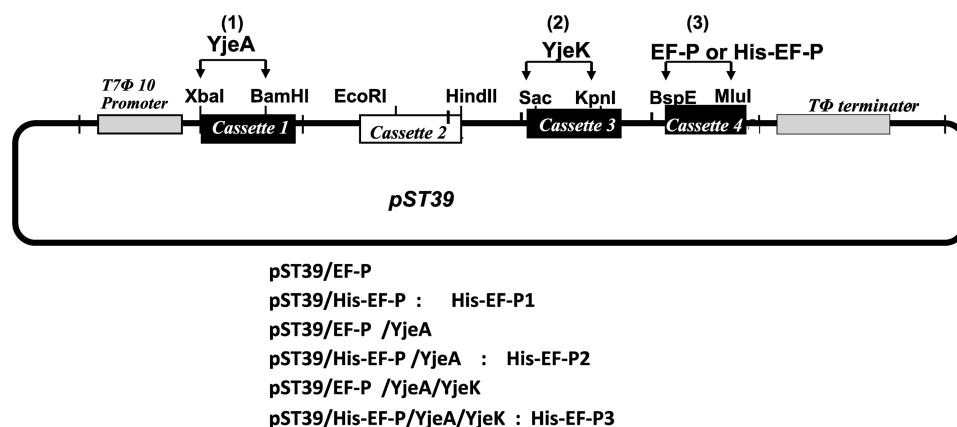 (1) (2) (3)
YjeA YjeK EF-P or His-EF-P
T7Φ 10
Promoter
XbaI BamHI EcoRI HindII Sac KpnI BspE MluI
Cassette 1 Cassette 2 Cassette 3 Cassette 4 TΦ terminator
pST39
pST39/EF-P
pST39/His-EF-P : His-EF-P1
pST39/EF-P /YjeA
pST39/His-EF-P /YjeA : His-EF-P2
pST39/EF-P /YjeA/YjeK
pST39/His-EF-P/YjeA/YjeK : His-EF-P3